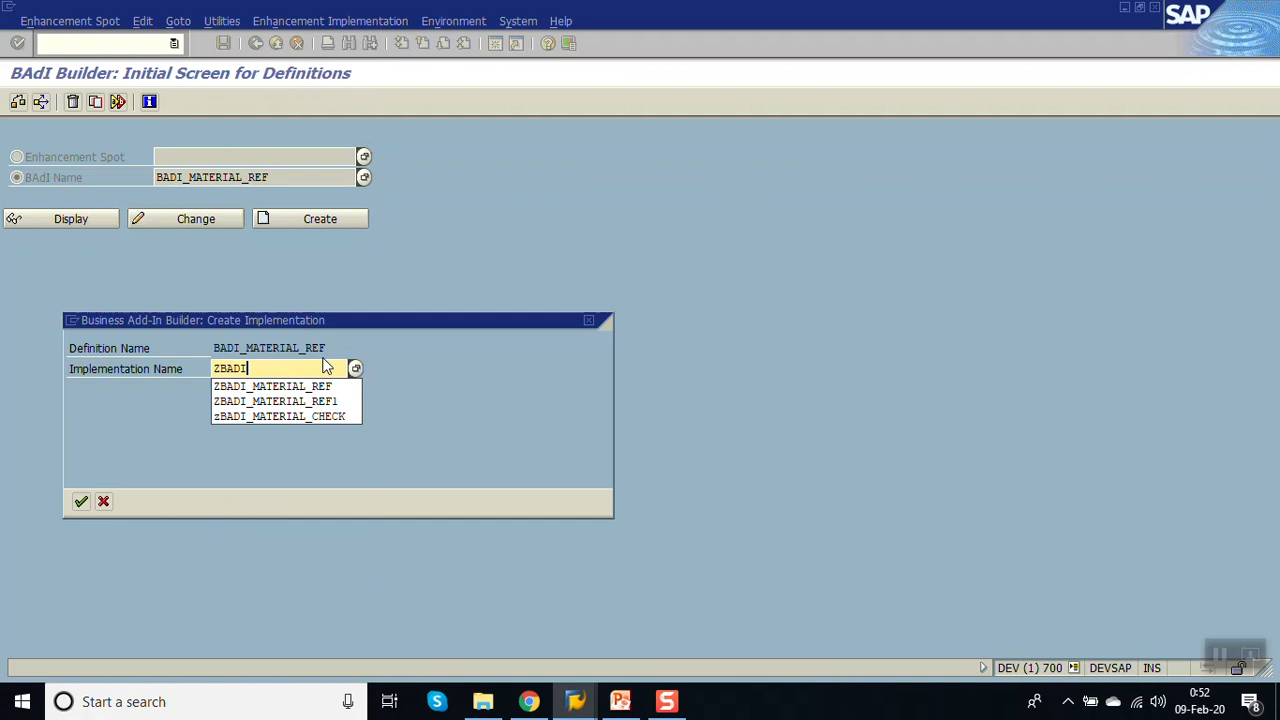 Enhancement Spot Edit Goto Utilities Enhancement Implementation Environment System Help
SAP
BAdI Builder: Initial Screen for Definitions
Enhancement Spot
BAdI Name BADI_MATERIAL_REF
Display Change Create
Business Add-In Builder: Create Implementation
Definition Name BADI_MATERIAL_REF
Implementation Name ZBADI
ZBADI_MATERIAL_REF
ZBADI_MATERIAL_REF1
zBADI_MATERIAL_CHECK
DEV (1) 700 DEVSAP INS
Start a search
0:52
09-Feb-20
8